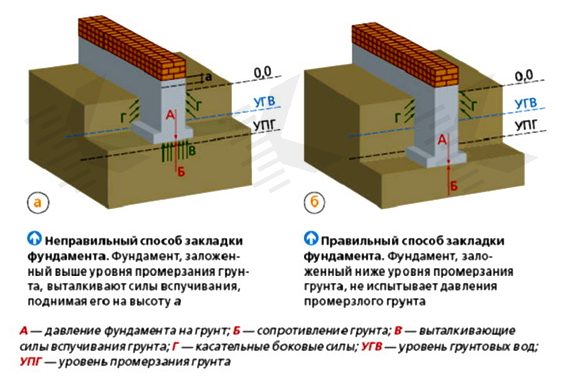 0,0
а
Г
Г
УГВ
А
УПГ
В
Б
а
0,0
Г
Г
УГВ
УПГ
А
Б
б
Неправильный способ закладки
фундамента. Фундамент, заложен-
ный выше уровня промерзания грун-
та, выталкивают силы вспучивания,
поднимая его на высоту а
Правильный способ закладки
фундамента. Фундамент, зало-
женный ниже уровня промерзания
грунта, не испытывает давления
промерзлого грунта
А — давление фундамента на грунт; Б — сопротивление грунта; В — выталкивающие
силы вспучивания грунта; Г — касательные боковые силы; УГВ — уровень грунтовых вод;
УПГ — уровень промерзания грунта